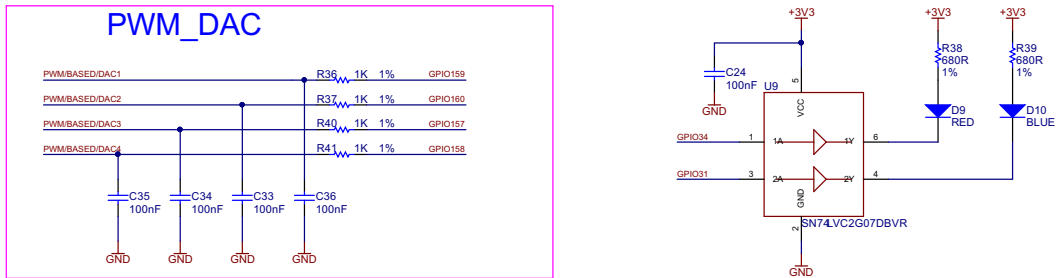 PWM_DAC
PWM/BASED/DAC1 R36 1K 1% GPIO159
PWM/BASED/DAC2 R37 1K 1% GPIO160
PWM/BASED/DAC3 R40 1K 1% GPIO157
PWM/BASED/DAC4 R41 1K 1% GPIO158
C35 C34 C33 C36
100nF 100nF 100nF 100nF
GND GND GND GND
+3V3 +3V3 +3V3
R38 R39
680R 680R
1% 1%
C24
100nF
GND
U9
5
VCC
D9 D10
RED BLUE
GPIO34 1 1A 1Y 6
GPIO31 3 2A 2Y 4
GND
2
SN74LVC2G07DBVR
GND